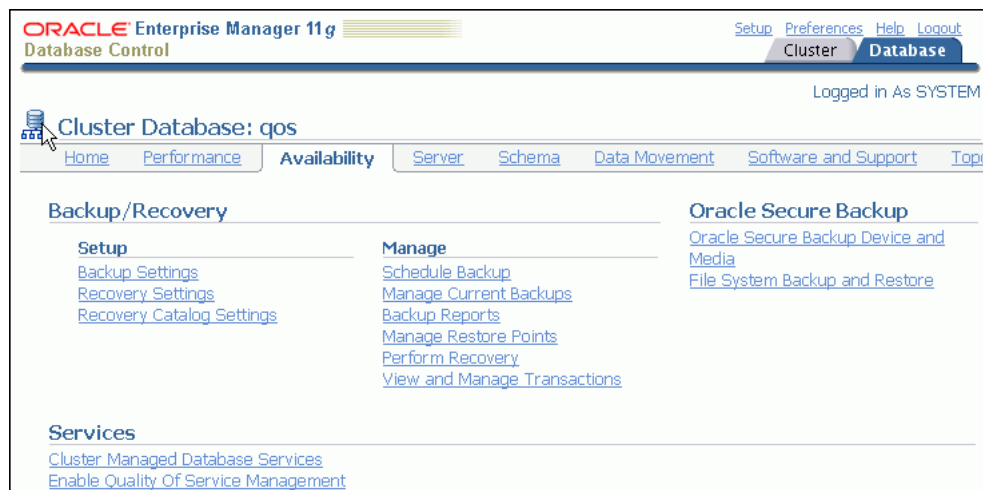 ORACLE Enterprise Manager 11g
Database Control
Setup Preferences Help Logout
Cluster Database
Logged in As SYSTEM
Cluster Database: qos
Home Performance Availability Server Schema Data Movement Software and Support Topo
Backup/Recovery
Setup
Backup Settings
Recovery Settings
Recovery Catalog Settings
Manage
Schedule Backup
Manage Current Backups
Backup Reports
Manage Restore Points
Perform Recovery
View and Manage Transactions
Oracle Secure Backup
Oracle Secure Backup Device and
Media
File System Backup and Restore
Services
Cluster Managed Database Services
Enable Quality Of Service Management